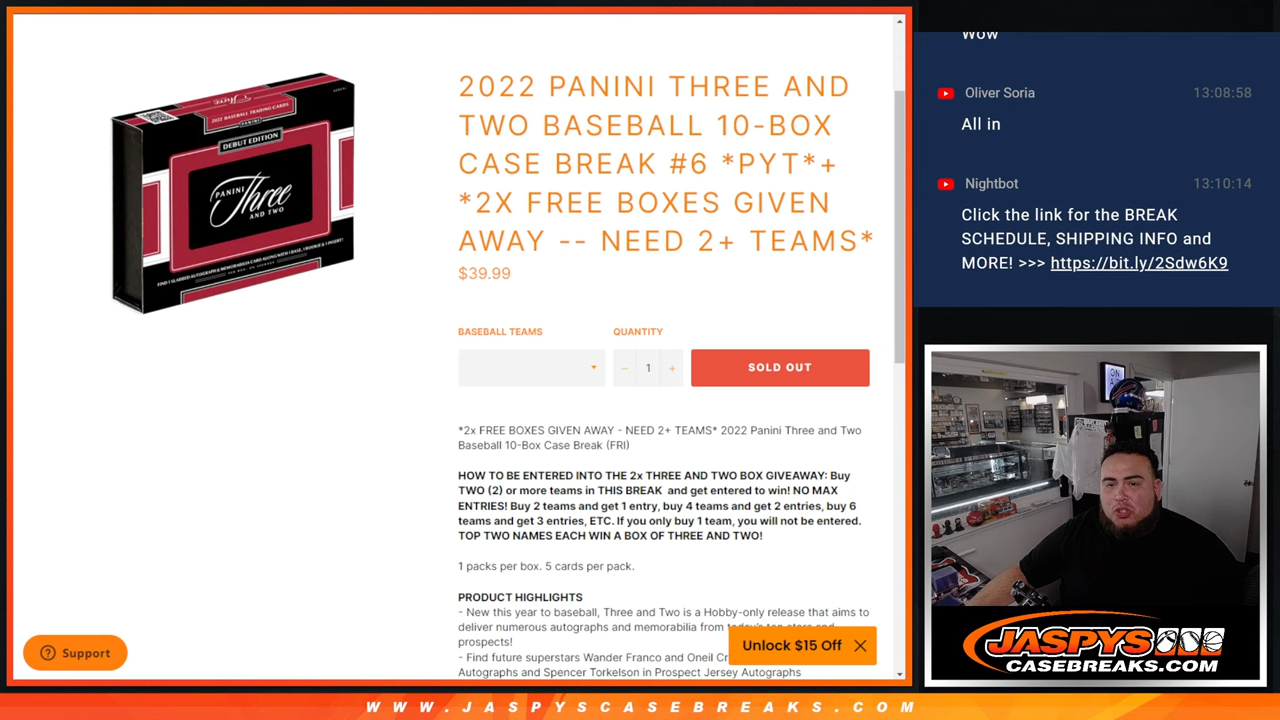 2022 PANINI THREE AND
TWO BASEBALL 10-BOX
CASE BREAK #6 *PYT*+
*2X FREE BOXES GIVEN
AWAY -- NEED 2+ TEAMS*
$39.99
BASEBALL TEAMS
QUANTITY
− 1 +
SOLD OUT
*2x FREE BOXES GIVEN AWAY - NEED 2+ TEAMS* 2022 Panini Three and Two
Baseball 10-Box Case Break (FRI)
HOW TO BE ENTERED INTO THE 2x THREE AND TWO BOX GIVEAWAY: Buy
TWO (2) or more teams in THIS BREAK and get entered to win! NO MAX
ENTRIES! Buy 2 teams and get 1 entry, buy 4 teams and get 2 entries, buy 6
teams and get 3 entries, ETC. If you only buy 1 team, you will not be entered.
TOP TWO NAMES EACH WIN A BOX OF THREE AND TWO!
1 packs per box. 5 cards per pack.
PRODUCT HIGHLIGHTS
- New this year to baseball, Three and Two is a Hobby-only release that aims to
deliver numerous autographs and memorabilia from today's top stars and
prospects!
- Find future superstars Wander Franco and Oneil Cr
Autographs and Spencer Torkelson in Prospect Jersey Autographs
Unlock $15 Off
Support
2022 BASEBALL TRADING CARDS
PANINI
DEBUT EDITION
PANINI
Three
AND TWO
Wow
Oliver Soria
13:08:58
All in
Nightbot
13:10:14
Click the link for the BREAK
SCHEDULE, SHIPPING INFO and
MORE! >>> https://bit.ly/2Sdw6K9
ON
JASPYS
CASEBREAKS.COM
WWW.JASPYSCASEBREAKS.COM